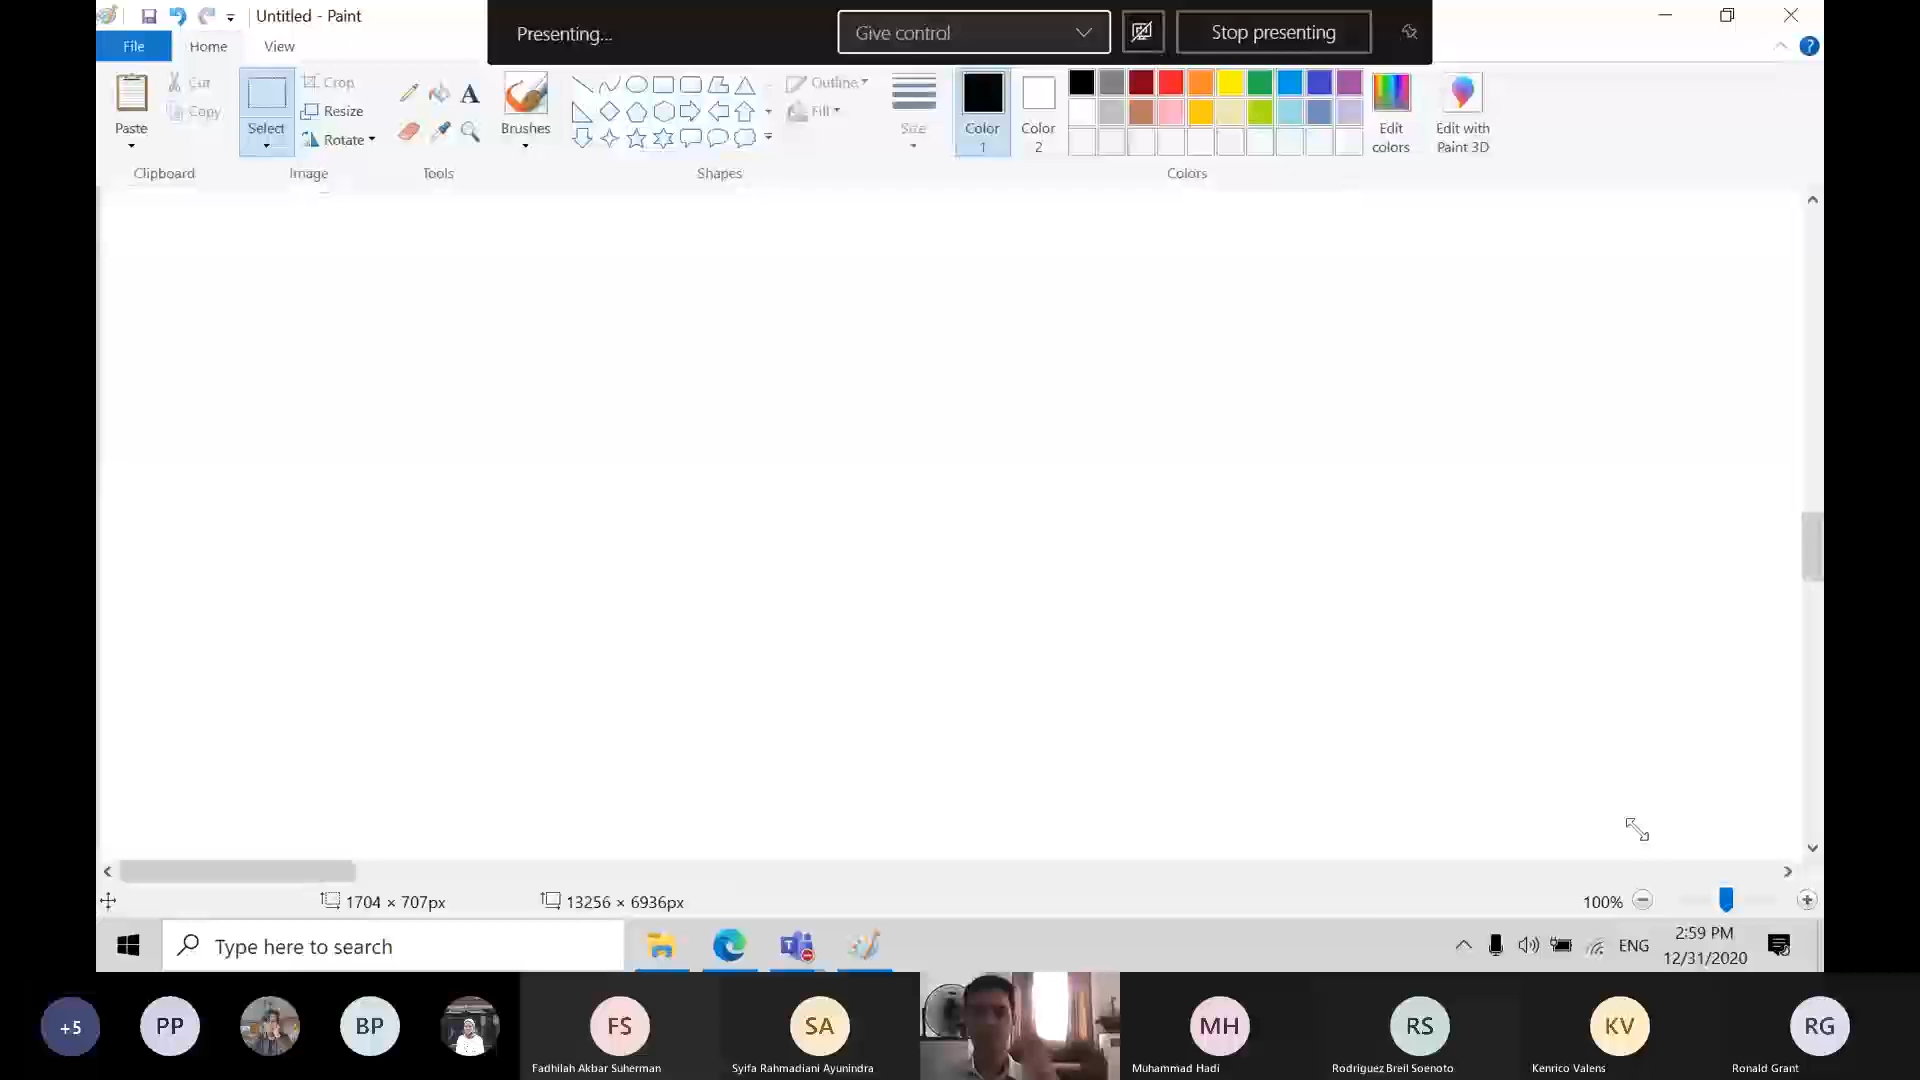 Untitled - Paint
Presenting...
Give control
Stop presenting
File
Home
View
Paste
Cut
Copy
Clipboard
Select
Crop
Resize
Rotate
Image
A
Tools
Brushes
Outline
Fill
Shapes
Size
Color
1
Color
2
Edit
colors
Edit with
Paint 3D
Colors
?
1704 × 707px
13256 × 6936px
100%
Type here to search
T
ENG
2:59 PM
12/31/2020
+5
PP
BP
FS
Fadhilah Akbar Suherman
SA
Syifa Rahmadiani Ayunindra
MH
Muhammad Hadi
RS
Rodriguez Breil Soenoto
KV
Kenrico Valens
RG
Ronald Grant